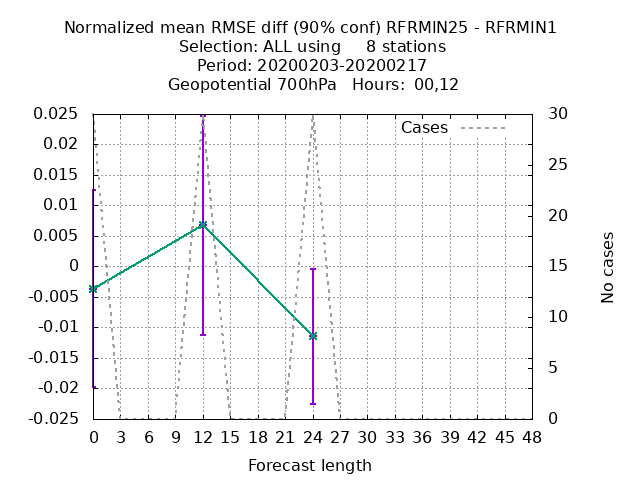 Normalized mean RMSE diff (90% conf) RFRMIN25 - RFRMIN1
Selection: ALL using     8 stations
Period: 20200203-20200217
Geopotential 700hPa   Hours: 00,12
Cases
0.025
0.02
0.015
0.01
0.005
0
-0.005
-0.01
-0.015
-0.02
-0.025
30
25
20
15
10
5
0
No cases
0 3 6 9 12 15 18 21 24 27 30 33 36 39 42 45 48
Forecast length